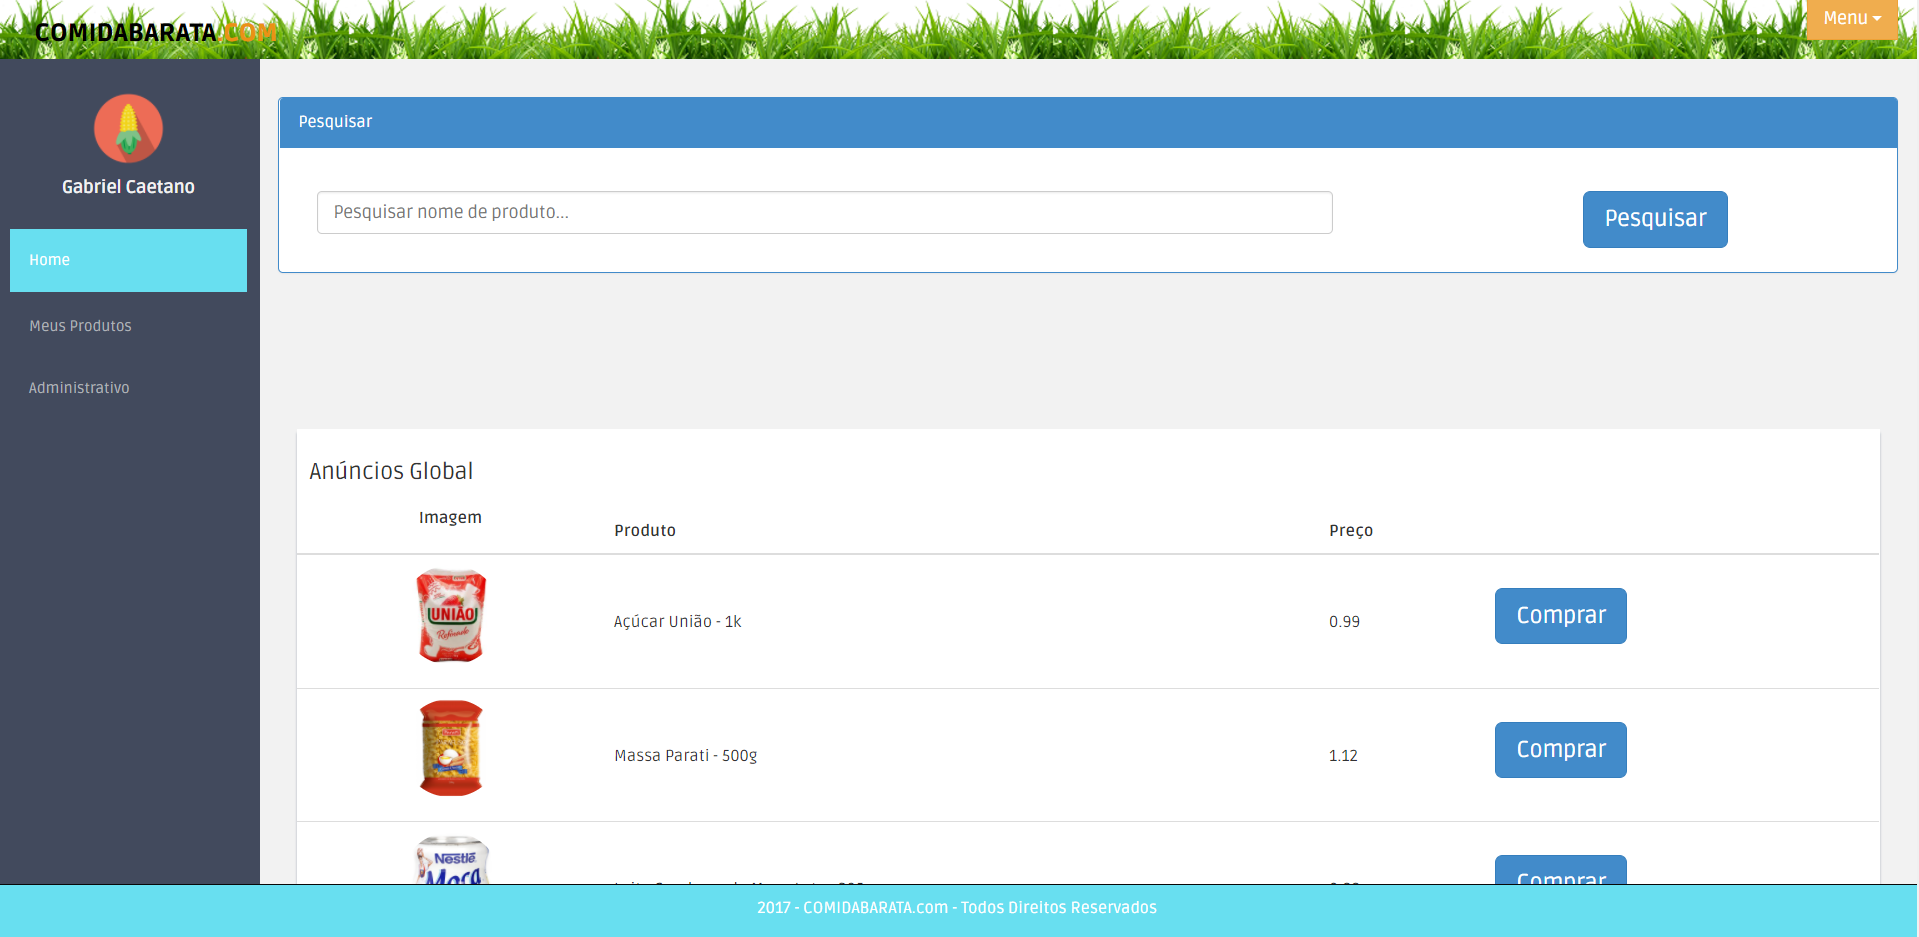 COMIDABARATA.COM
Menu
Gabriel Caetano
Home
Meus Produtos
Administrativo
Pesquisar
Pesquisar nome de produto...
Pesquisar
Anúncios Global
Imagem
Produto
Preço
UNIÃO
Refinado
Açúcar União - 1k
0.99
Comprar
Massa Parati - 500g
1.12
Comprar
Nestlé
Moça
Comprar
2017 - COMIDABARATA.com - Todos Direitos Reservados